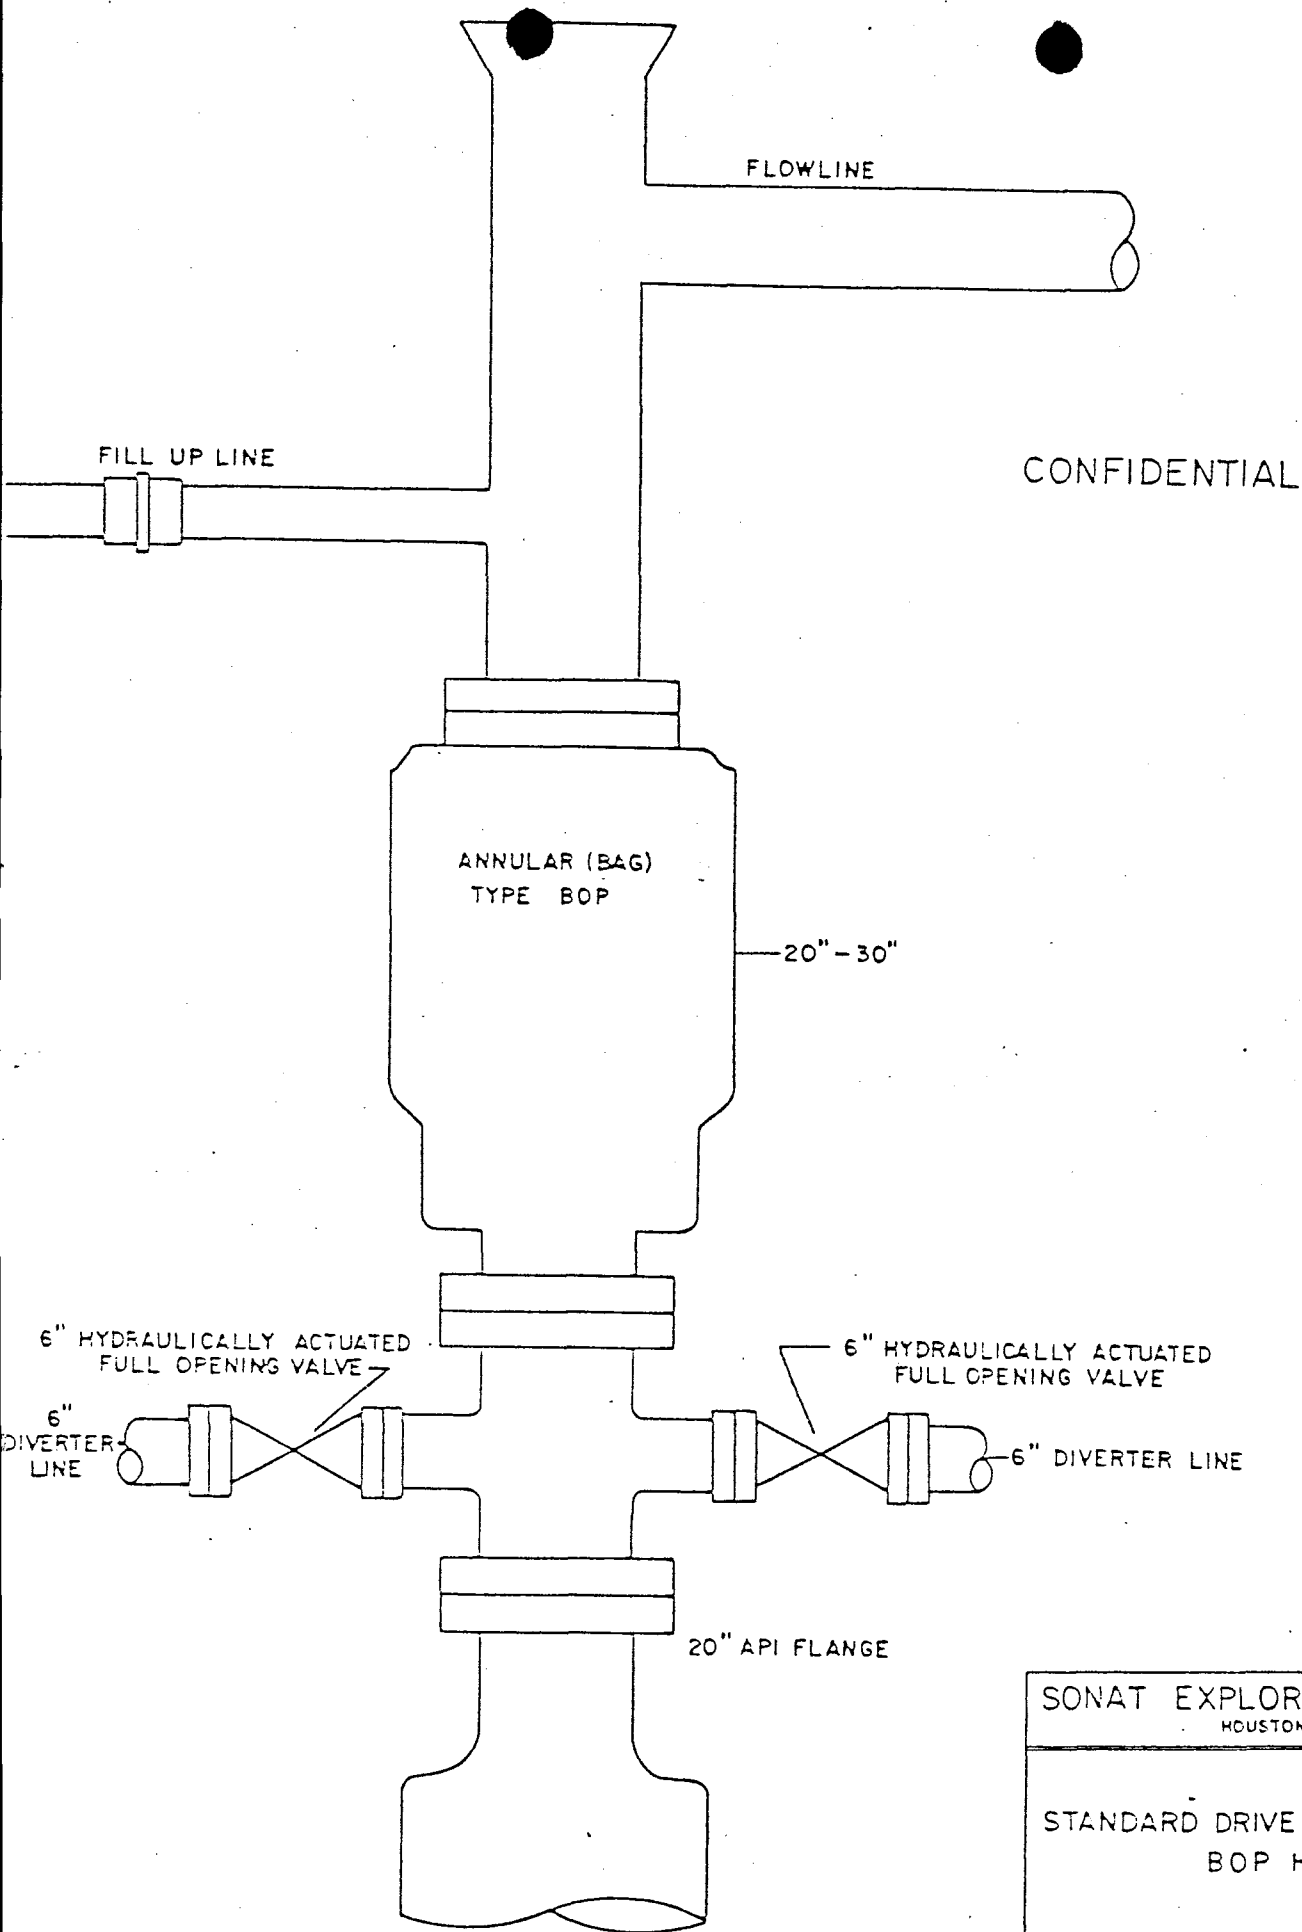 FLOWLINE
FILL UP LINE
CONFIDENTIAL
ANNULAR (BAG)
TYPE BOP
20"-30"
6" HYDRAULICALLY ACTUATED
FULL OPENING VALVE
6" HYDRAULICALLY ACTUATED
FULL OPENING VALVE
6"
DIVERTER
LINE
6" DIVERTER LINE
20" API FLANGE
SONAT EXPLOR
HOUSTON
STANDARD DRIVE
BOP H